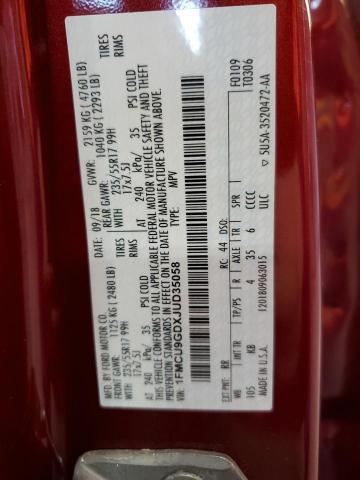 MFD. BY FORD MOTOR CO.
DATE: 09/18 GVWR: 2159 KG ( 4760 LB)
FRONT GAWR: 1125 KG ( 2480 LB) REAR GAWR: 1040 KG ( 2293 LB)
WITH 235/55R17 99H TIRES WITH 235/55R17 99H TIRES
17x7.5J RIMS 17x7.5J RIMS
AT 240 kPa/ 35 PSI COLD AT 240 kPa/ 35 PSI COLD
THIS VEHICLE CONFORMS TO ALL APPLICABLE FEDERAL MOTOR VEHICLE SAFETY AND THEFT
PREVENTION STANDARDS IN EFFECT ON THE DATE OF MANUFACTURE SHOWN ABOVE.
VIN: 1FMCU9GDXJUD35058 TYPE: MPV
F0109
T0306
EXT PNT: RR RC: 44 DSO:
WB INT TR TP/PS R AXLE TR SPR
105 KB 4 35 6 CCCC
MADE IN U.S.A. 1201809063015 ULC
▽5U5A-3520472-AA